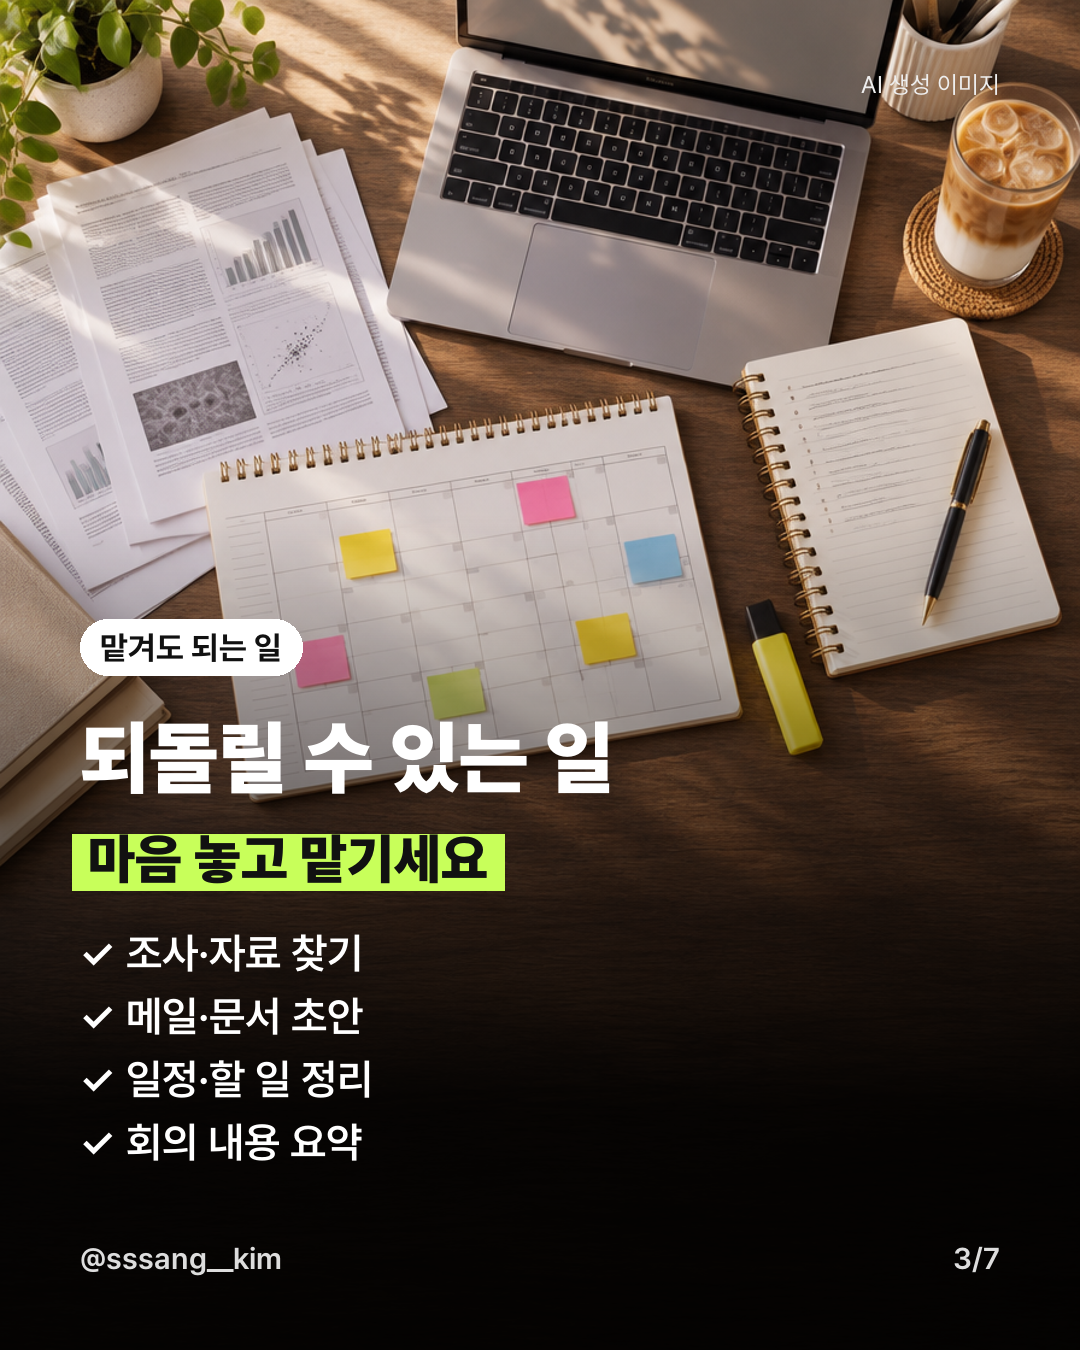 AI 생성 이미지
맡겨도 되는 일
되돌릴 수 있는 일
마음 놓고 맡기세요
✓ 조사·자료 찾기
✓ 메일·문서 초안
✓ 일정·할 일 정리
✓ 회의 내용 요약
@sssang__kim
3/7